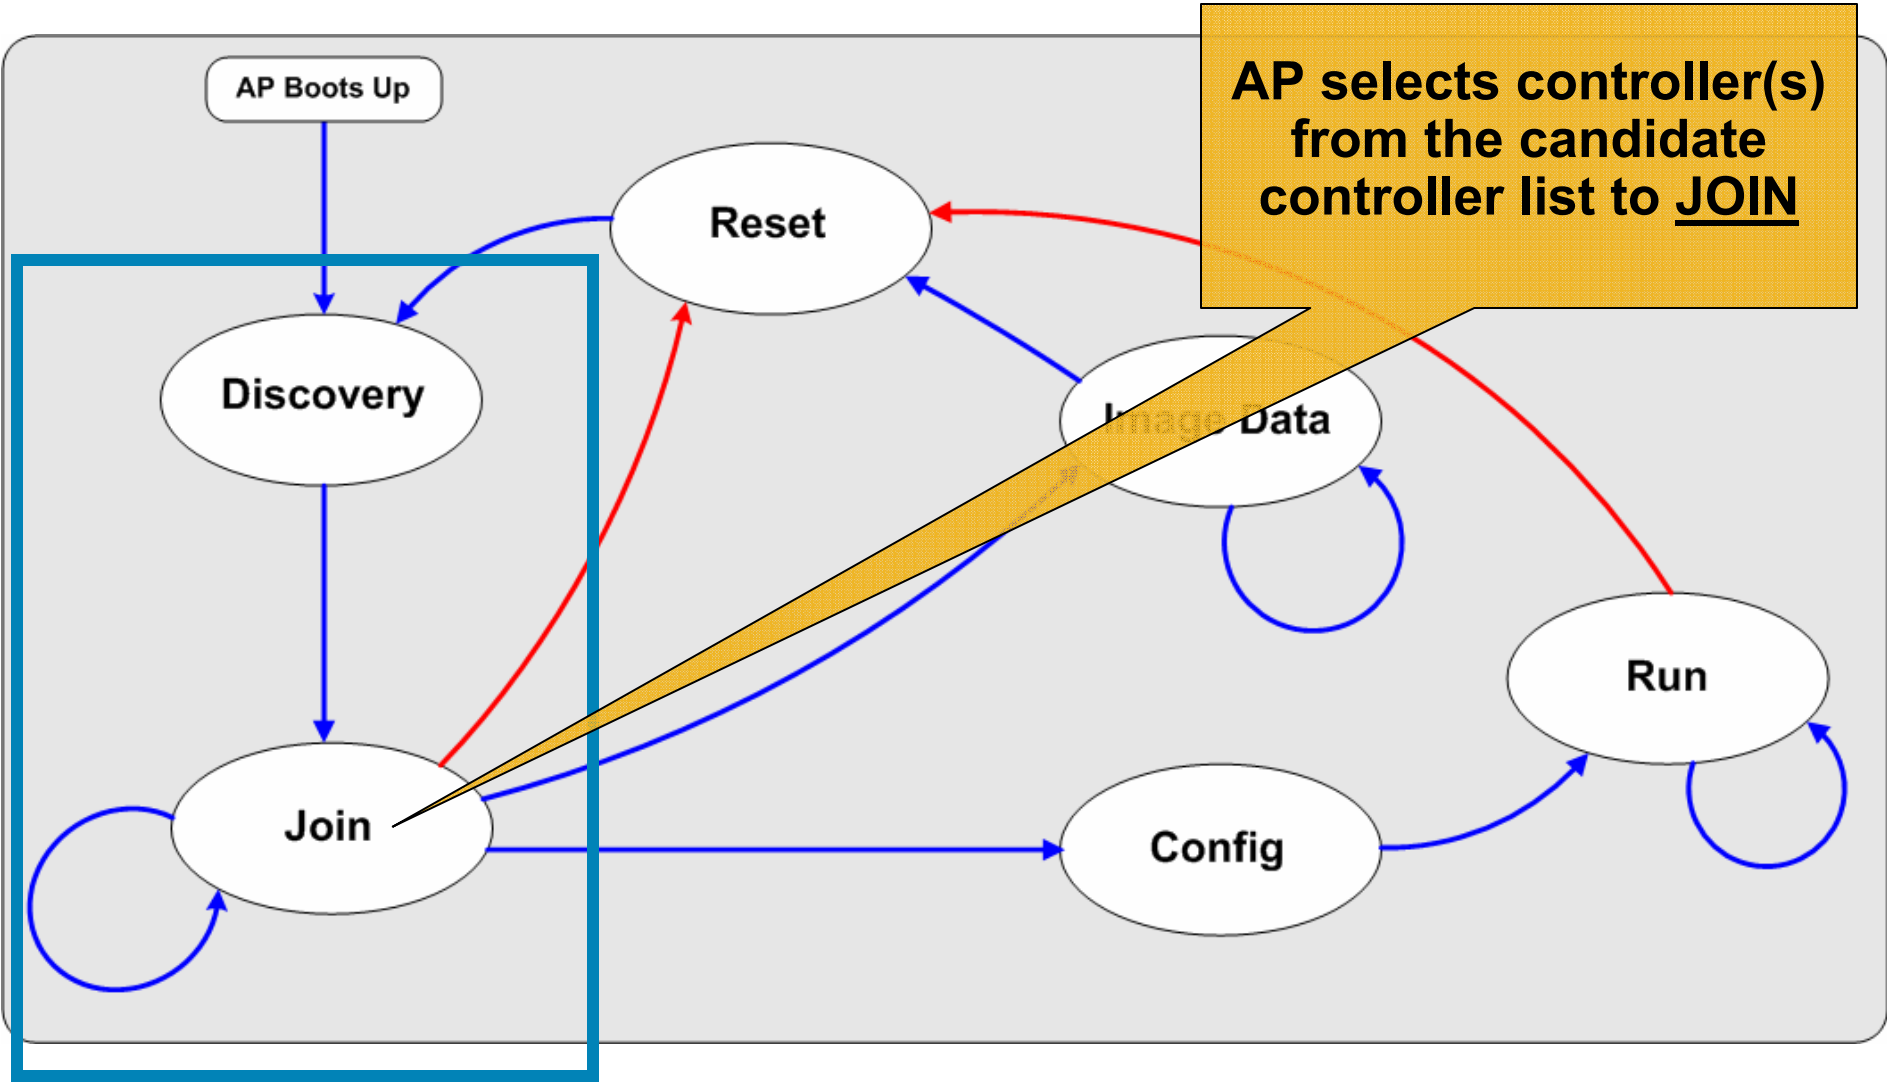 AP Boots Up
AP selects controller(s)
from the candidate
controller list to JOIN
Reset
Discovery
Image Data
Run
Join
Config